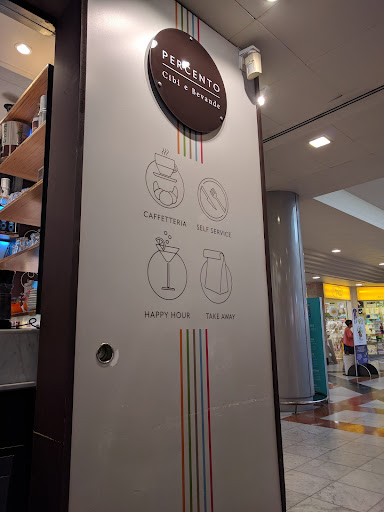 PERCENTO
Cibi e Bevande
CAFFETTERIA
SELF SERVICE
HAPPY HOUR
TAKE AWAY